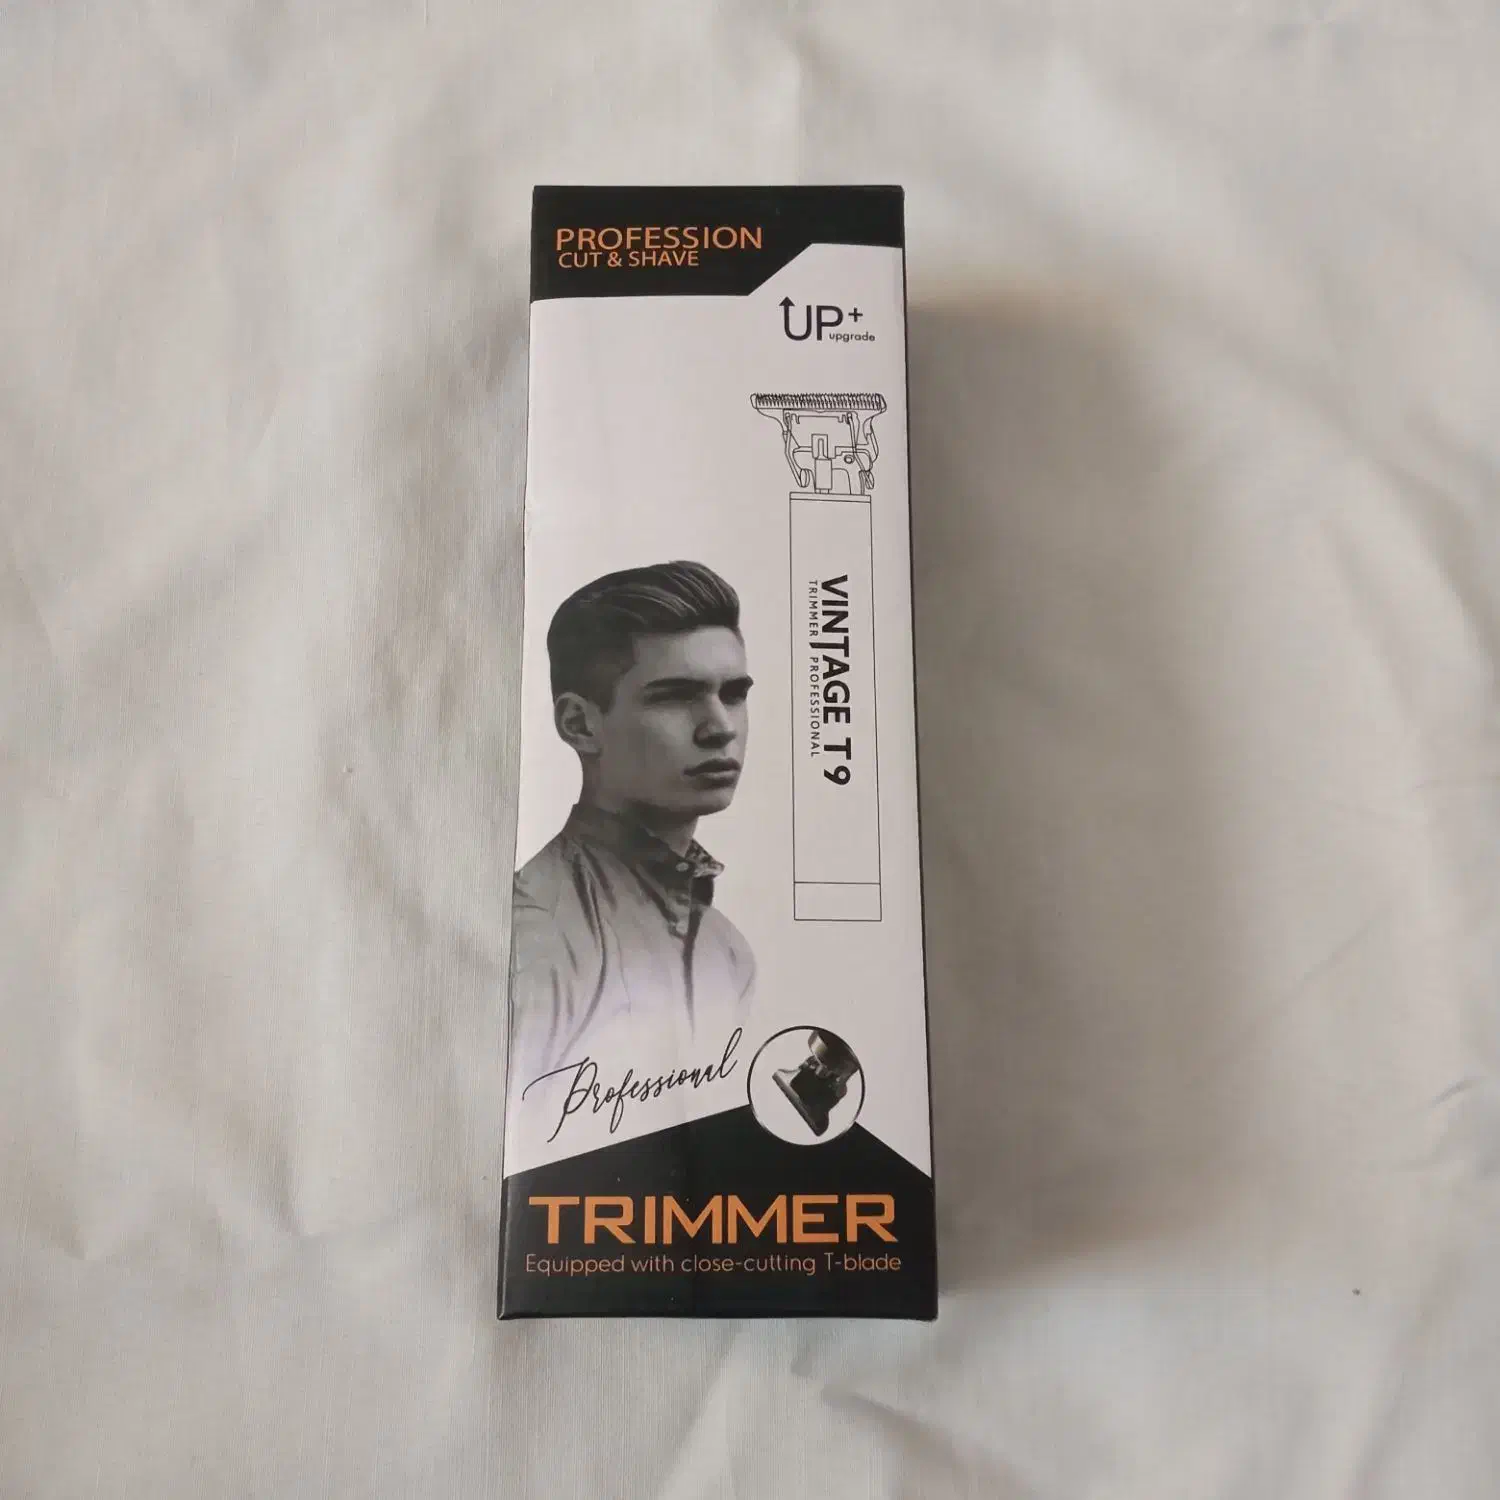 PROFESSION
CUT & SHAVE
UP+
upgrade
VINTAGE T9
TRIMMER PROFESSIONAL
Professional
TRIMMER
Equipped with close-cutting T-blade